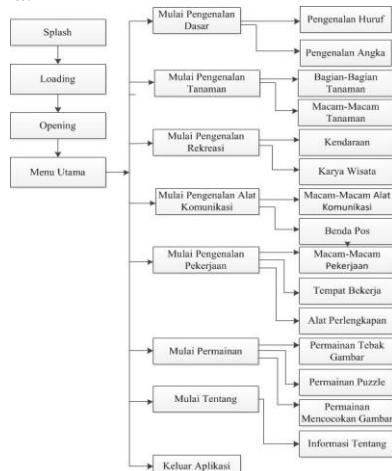 Splash
Loading
Opening
Menu Utama
Mulai Pengenalan
Dasar
Pengenalan Huruf
Pengenalan Angka
Mulai Pengenalan
Tanaman
Bagian-Bagian
Tanaman
Macam-Macam
Tanaman
Mulai Pengenalan
Rekreasi
Kendaraan
Karya Wisata
Mulai Pengenalan Alat
Komunikasi
Macam-Macam Alat
Komunikasi
Benda Pos
Mulai Pengenalan
Pekerjaan
Macam-Macam
Pekerjaan
Tempat Bekerja
Alat Perlengkapan
Mulai Permainan
Permainan Tebak
Gambar
Permainan Puzzle
Permainan
Mencocokan Gambar
Mulai Tentang
Informasi Tentang
Keluar Aplikasi